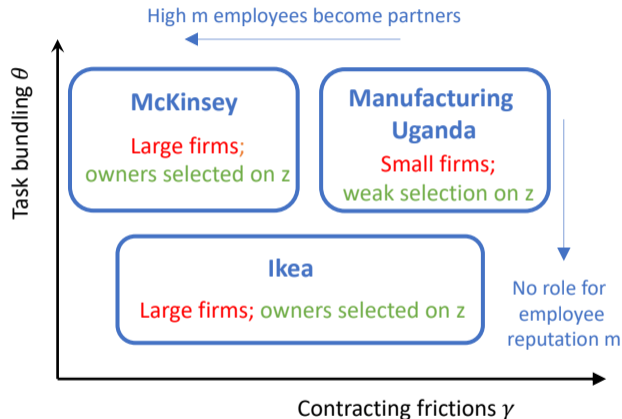 High m employees become partners
Task bundling θ
McKinsey
Large firms;
owners selected on z
Manufacturing
Uganda
Small firms;
weak selection on z
Ikea
Large firms; owners selected on z
No role for
employee
reputation m
Contracting frictions γ